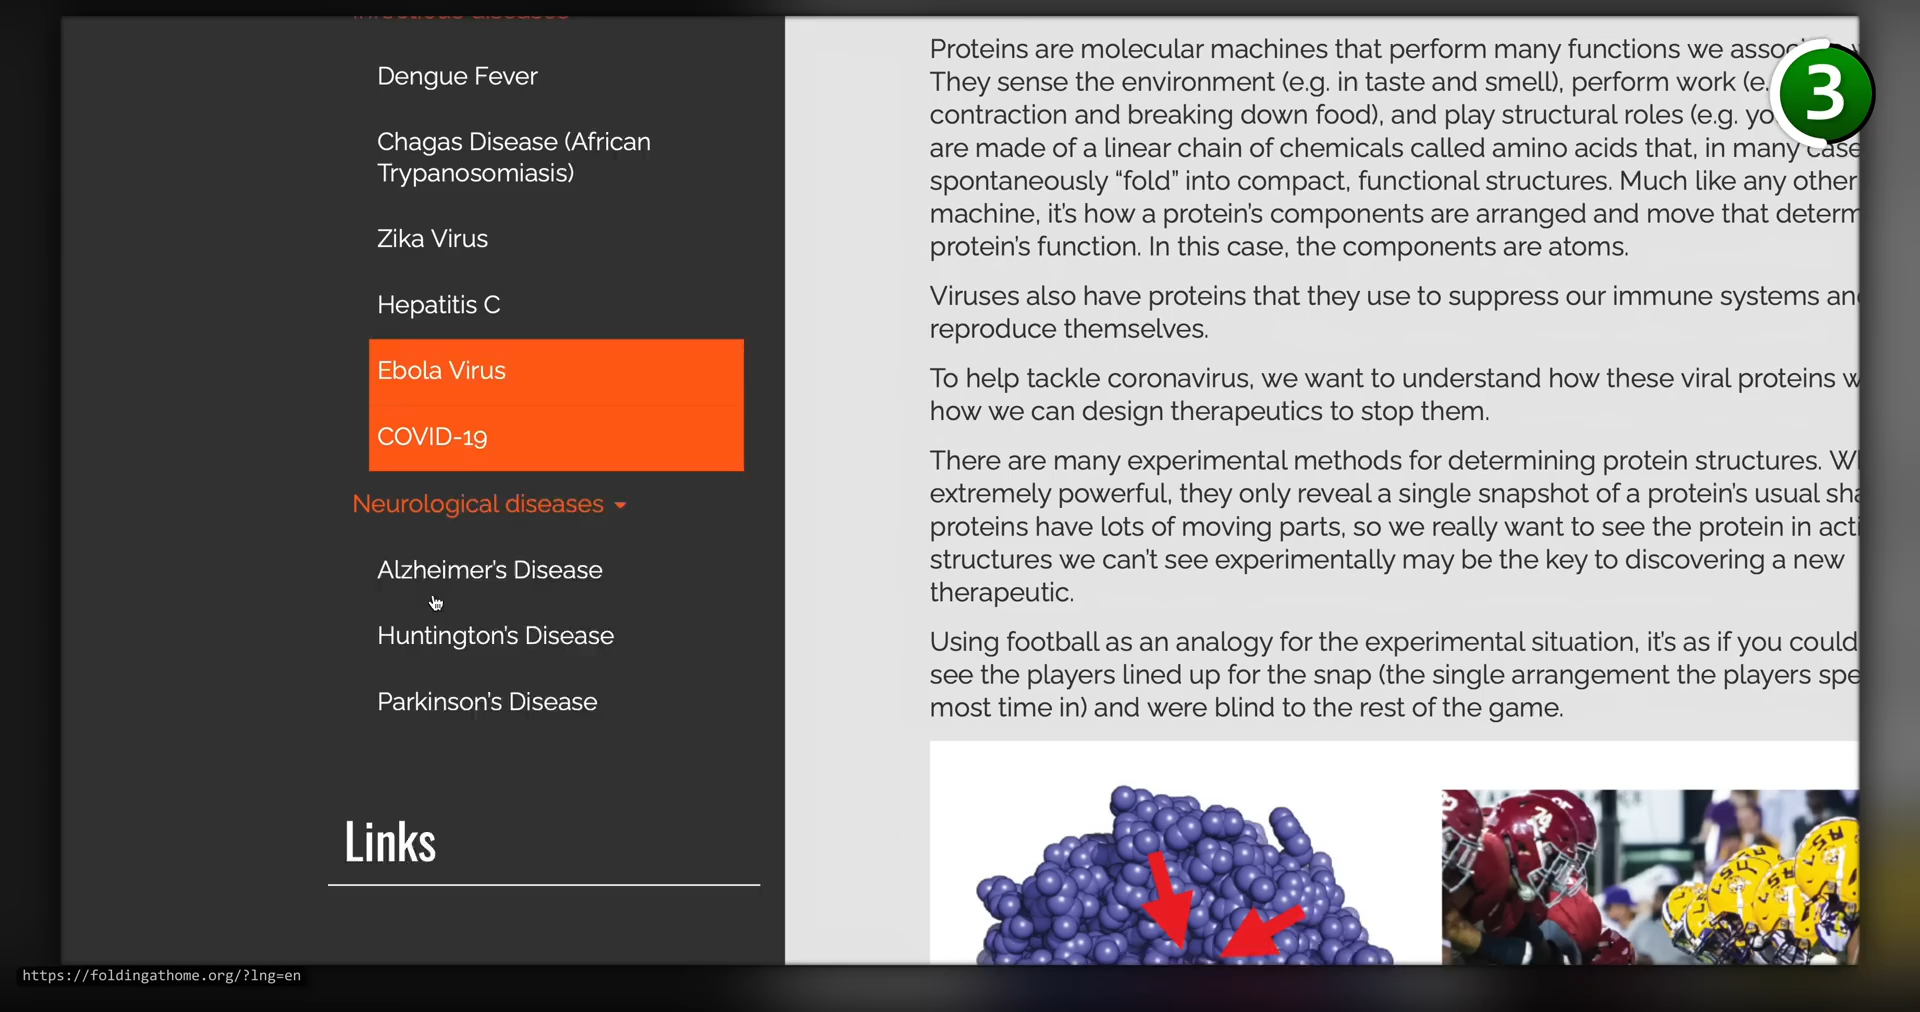 Infectious diseases
Dengue Fever
Chagas Disease (African
Trypanosomiasis)
Zika Virus
Hepatitis C
Ebola Virus
COVID-19
Neurological diseases
Alzheimer's Disease
Huntington's Disease
Parkinson's Disease
Links
Proteins are molecular machines that perform many functions we
They sense the environment (e.g. in taste and smell), perform work (e.
contraction and breaking down food), and play structural roles (e.g.
are made of a linear chain of chemicals called amino acids that, in many case
spontaneously “fold” into compact, functional structures. Much like any other
machine, it's how a protein's components are arranged and move that determ
protein's function. In this case, the components are atoms.
Viruses also have proteins that they use to suppress our immune systems an
reproduce themselves.
To help tackle coronavirus, we want to understand how these viral proteins w
how we can design therapeutics to stop them.
There are many experimental methods for determining protein structures. W
extremely powerful, they only reveal a single snapshot of a protein's usual sha
proteins have lots of moving parts, so we really want to see the protein in acti
structures we can't see experimentally may be the key to discovering a new
therapeutic.
Using football as an analogy for the experimental situation, it's as if you could
see the players lined up for the snap (the single arrangement the players spe
most time in) and were blind to the rest of the game.
3
24
https://foldingathome.org/?lng=en